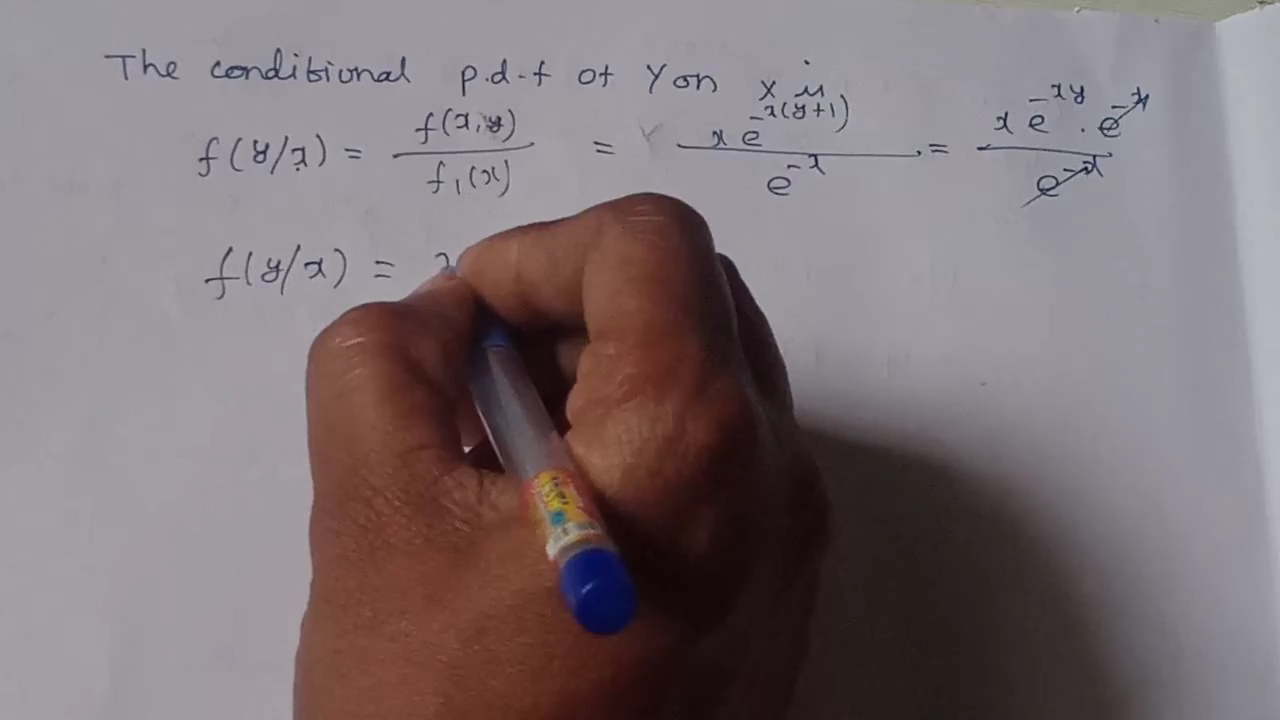 The conditional p.d.f of Y on X is
f(y/x) = f(x,y) / f₁(x) = x e^{-x(y+1)} / e^{-x} = x e^{-xy} . e^{-x} / e^{-x}
f(y/x) =